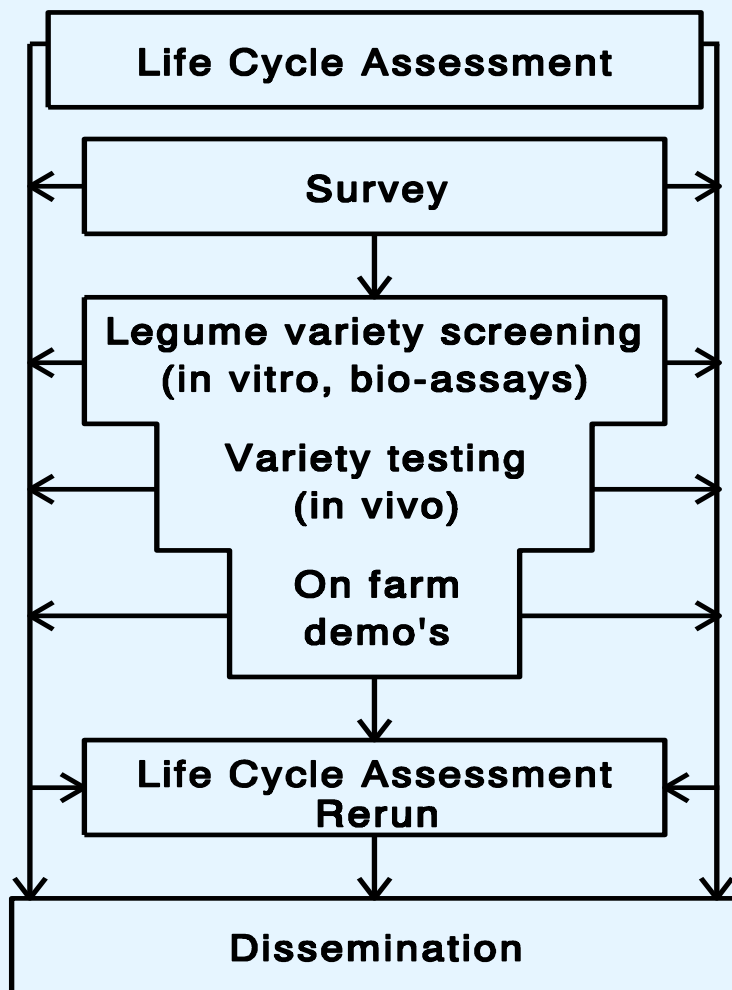 Life Cycle Assessment
Survey
Legume variety screening
(in vitro, bio-assays)
Variety testing
(in vivo)
On farm
demo's
Life Cycle Assessment
Rerun
Dissemination